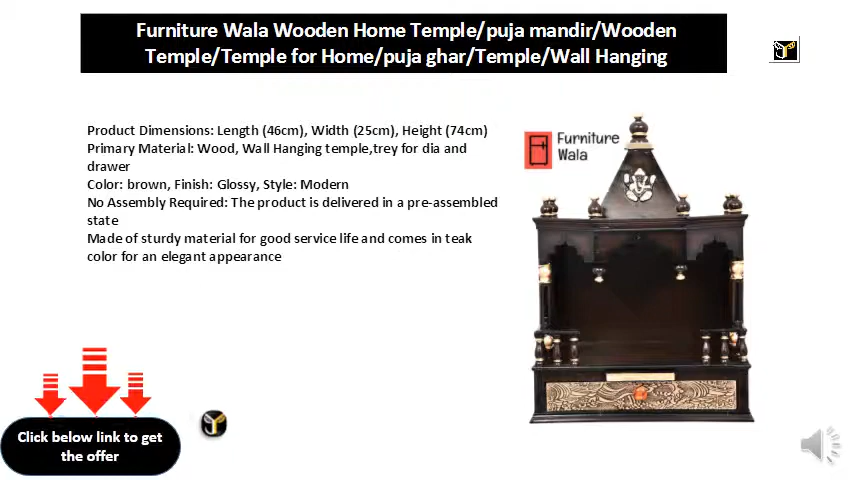 Furniture Wala Wooden Home Temple/puja mandir/Wooden
Temple/Temple for Home/puja ghar/Temple/Wall Hanging
Product Dimensions: Length (46cm), Width (25cm), Height (74cm)
Primary Material: Wood, Wall Hanging temple,trey for dia and
drawer
Color: brown, Finish: Glossy, Style: Modern
No Assembly Required: The product is delivered in a pre-assembled
state
Made of sturdy material for good service life and comes in teak
color for an elegant appearance
Furniture
Wala
Click below link to get
the offer